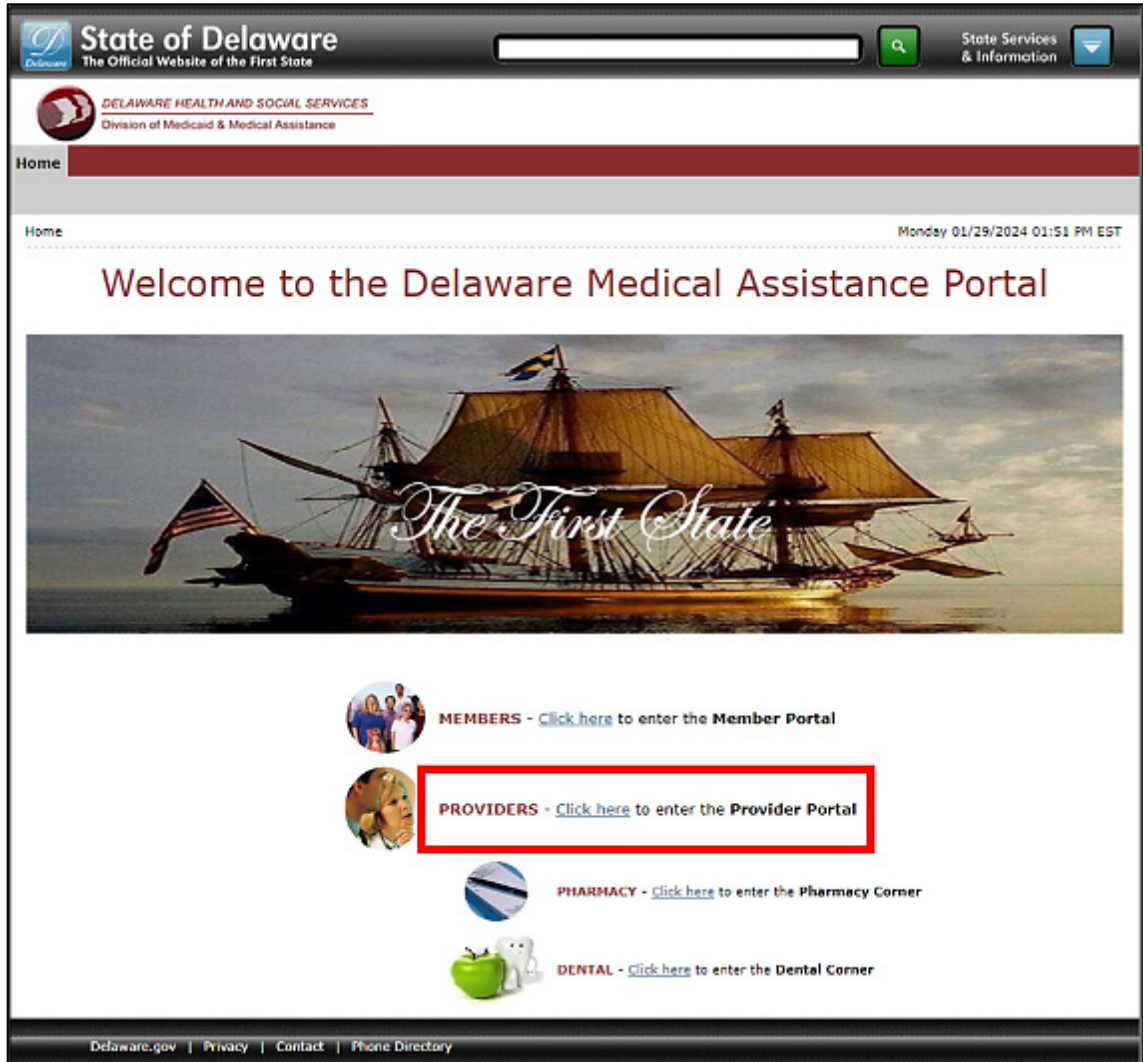 State of Delaware
The Official Website of the First State
Delaware
State Services
& Information
DELAWARE HEALTH AND SOCIAL SERVICES
Division of Medicaid & Medical Assistance
Home
Home
Monday 01/29/2024 01:51 PM EST
Welcome to the Delaware Medical Assistance Portal
The First State
MEMBERS - Click here to enter the Member Portal
PROVIDERS - Click here to enter the Provider Portal
PHARMACY - Click here to enter the Pharmacy Corner
DENTAL - Click here to enter the Dental Corner
Delaware.gov | Privacy | Contact | Phone Directory